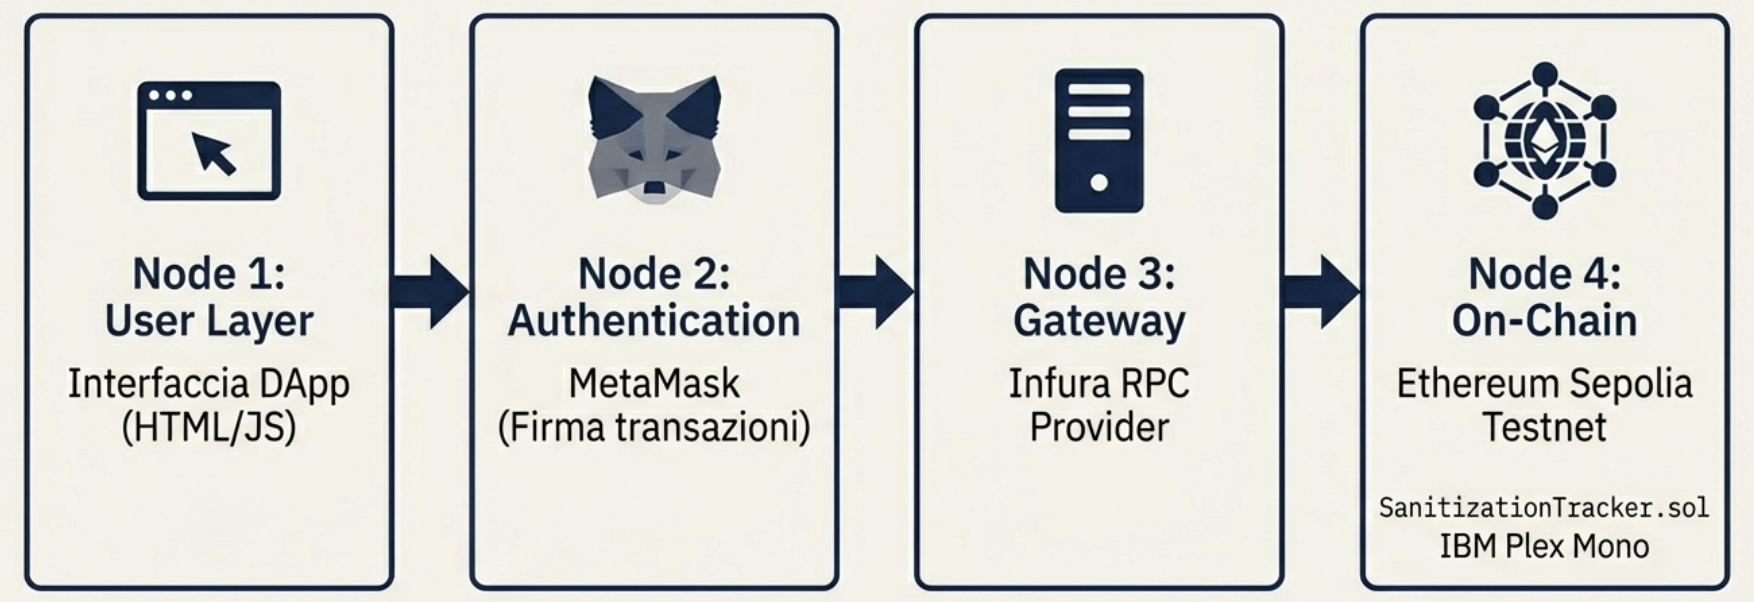 Node 1:
User Layer
Interfaccia DApp
(HTML/JS)
Node 2:
Authentication
MetaMask
(Firma transazioni)
Node 3:
Gateway
Infura RPC
Provider
Node 4:
On-Chain
Ethereum Sepolia
Testnet
SanitizationTracker.sol
IBM Plex Mono